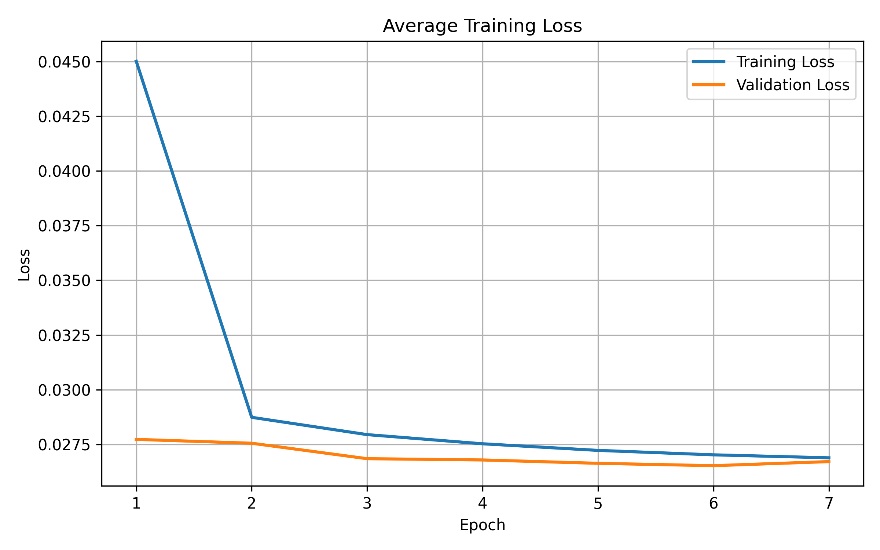 Average Training Loss
Training Loss
Validation Loss
0.0450
0.0425
0.0400
0.0375
0.0350
0.0325
0.0300
0.0275
Loss
1 2 3 4 5 6 7
Epoch